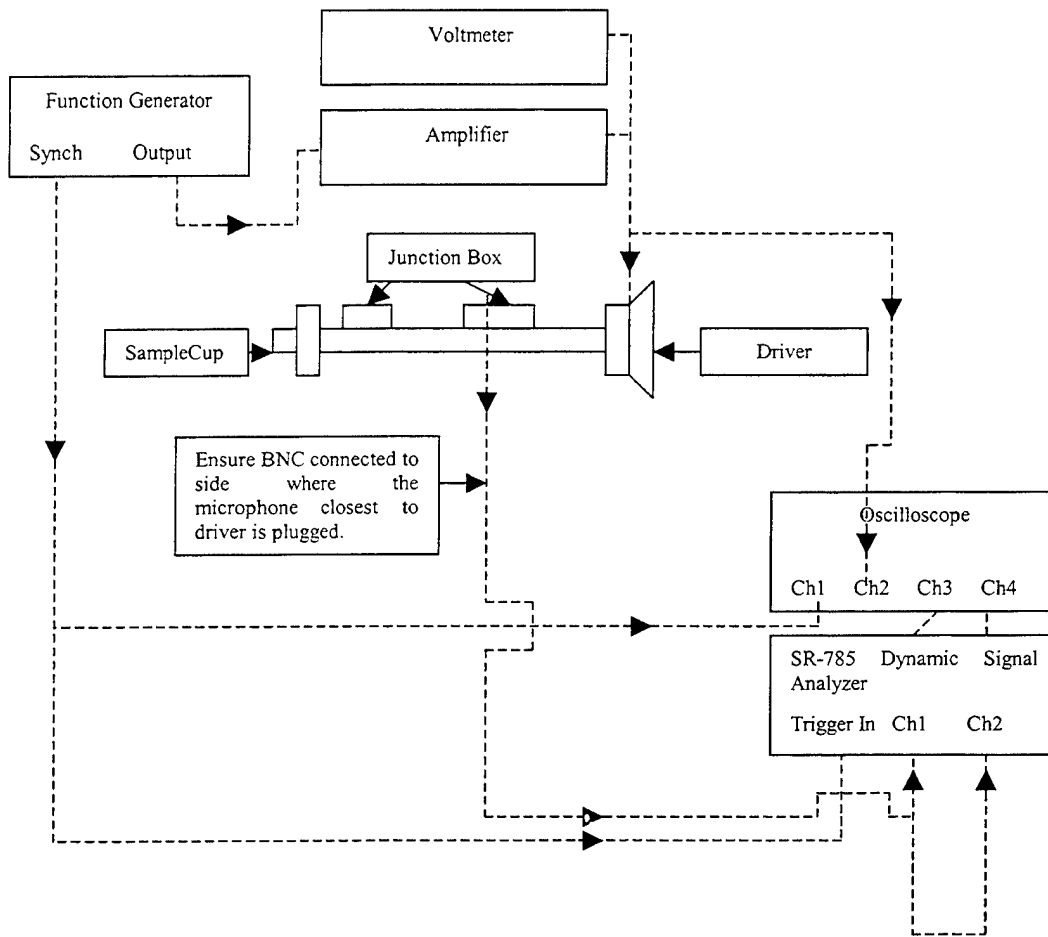 Voltmeter
Function Generator
Synch Output
Amplifier
Junction Box
SampleCup
Driver
Ensure BNC connected to
side where the
microphone closest to
driver is plugged.
Oscilloscope
Ch1 Ch2 Ch3 Ch4
SR-785 Dynamic Signal
Analyzer
Trigger In Ch1 Ch2